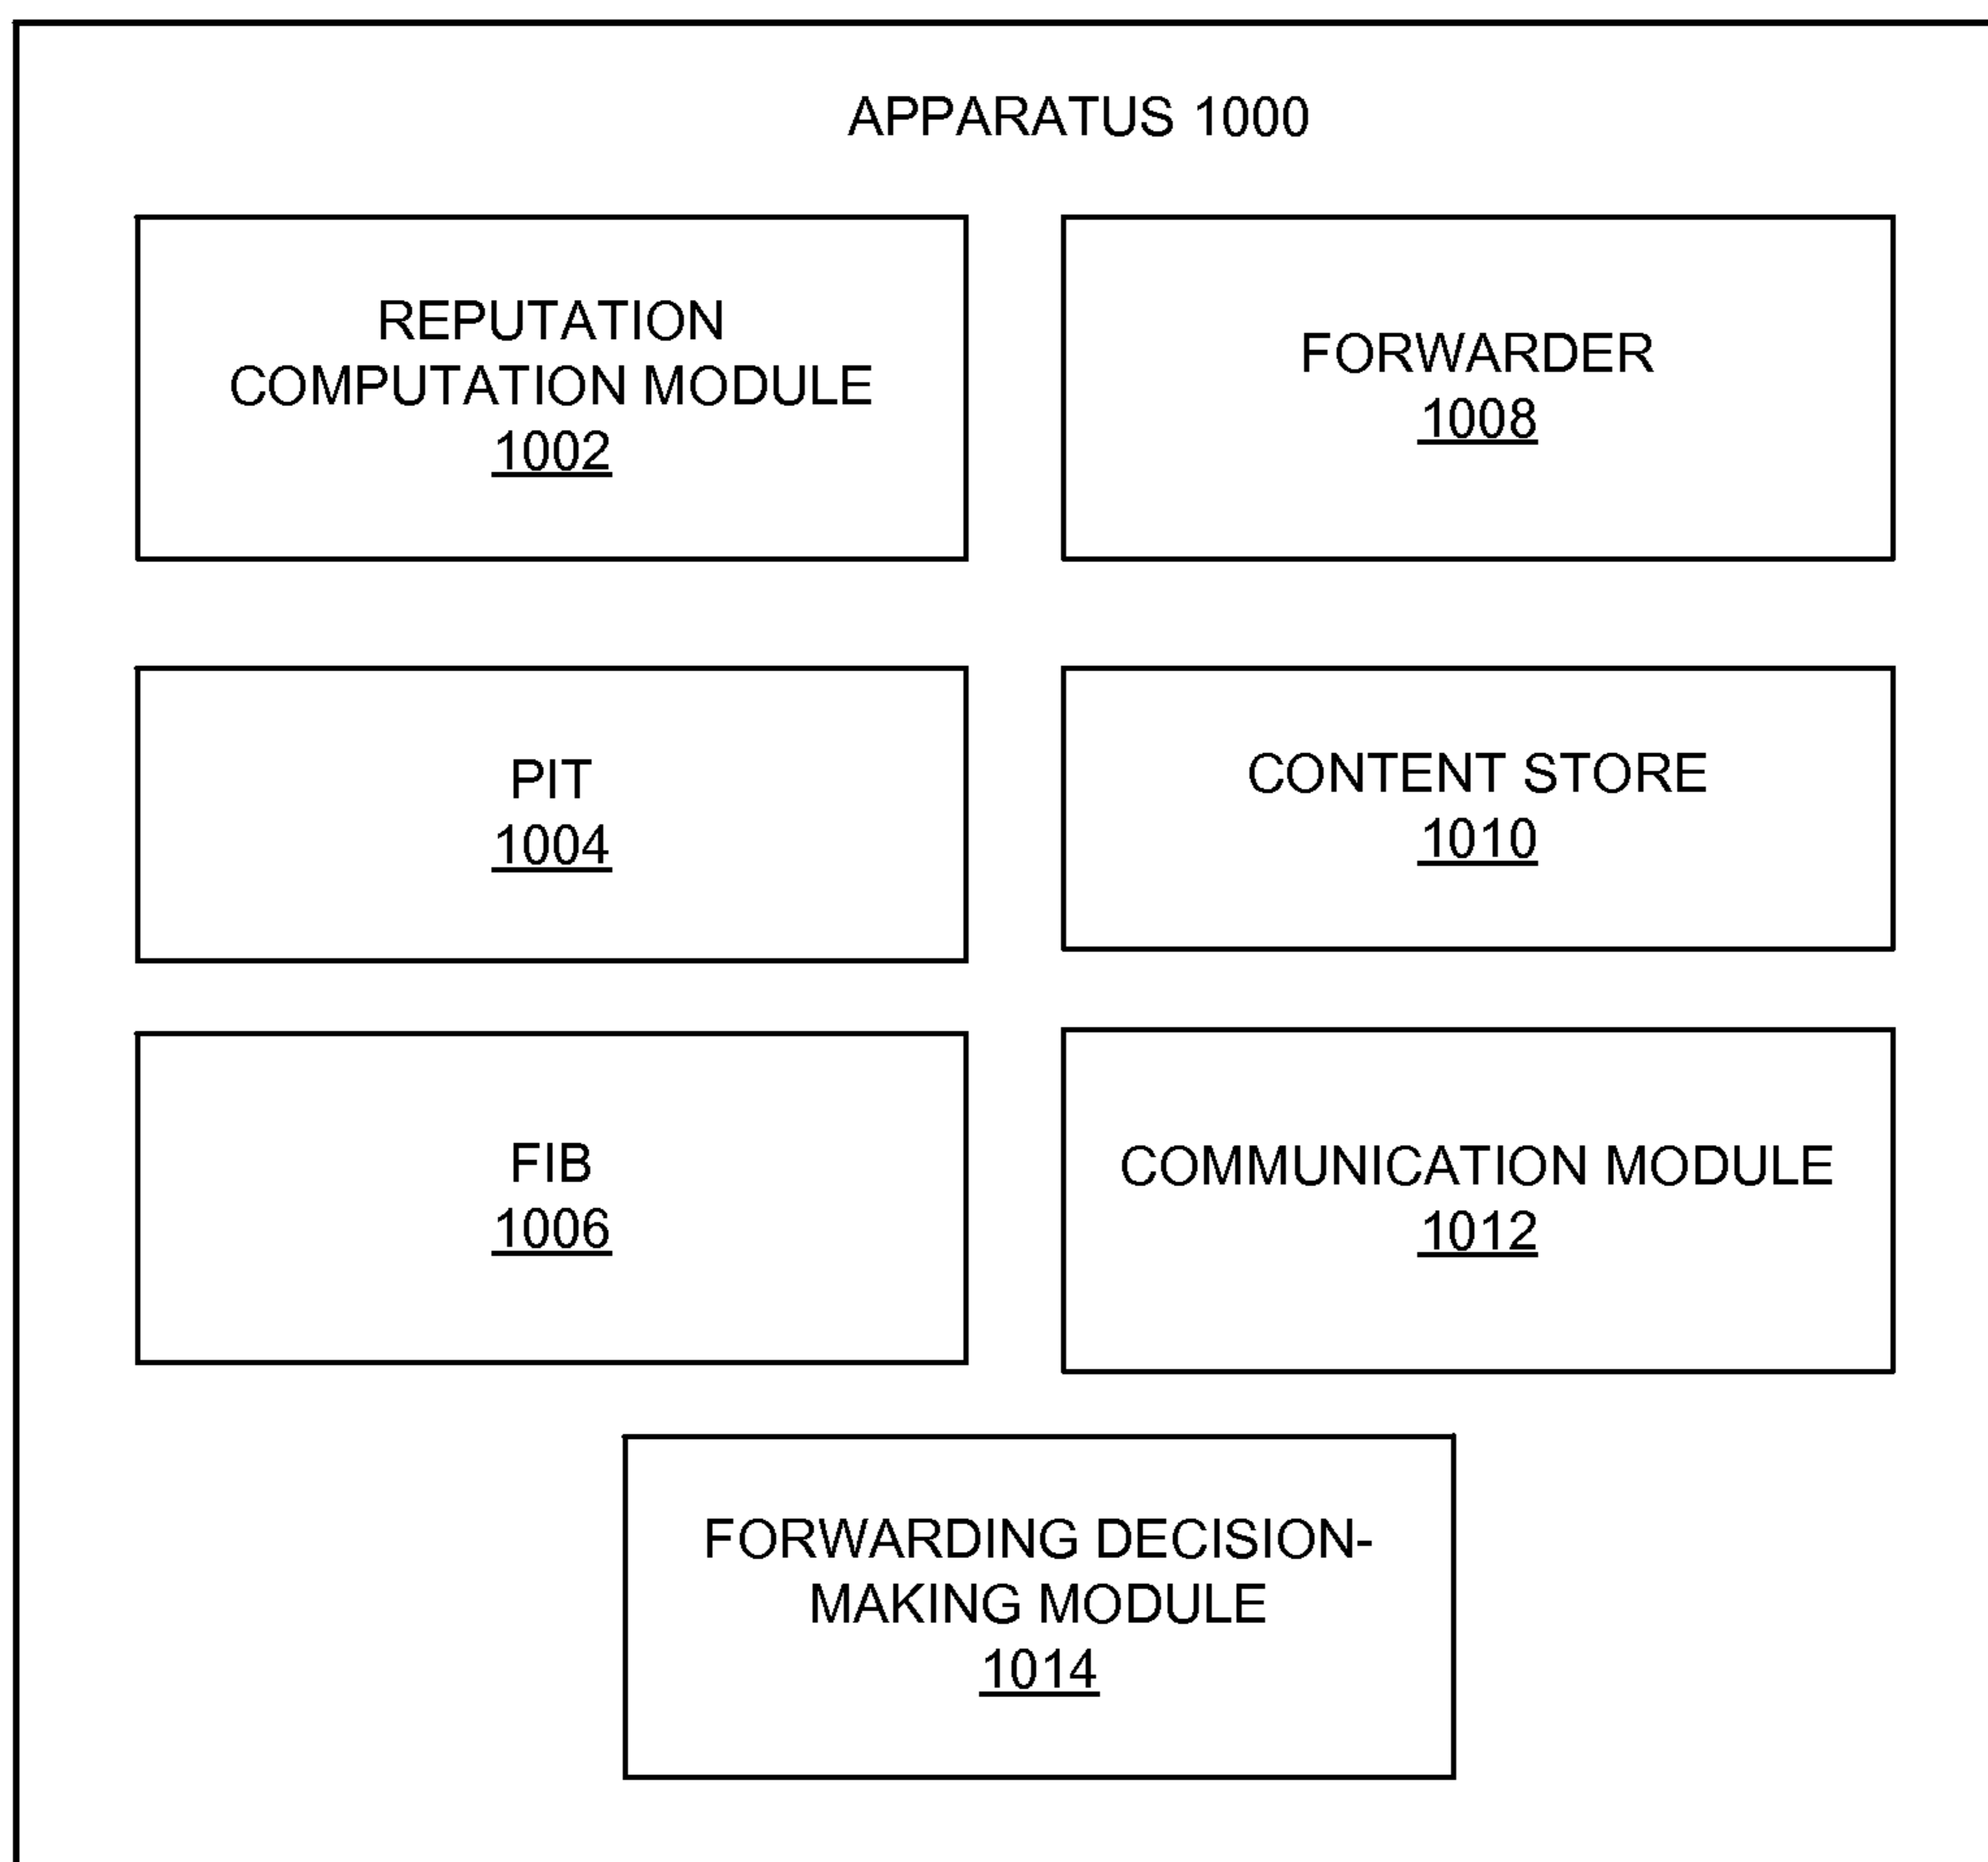 APPARATUS 1000
REPUTATION
COMPUTATION MODULE
1002
FORWARDER
1008
PIT
1004
CONTENT STORE
1010
FIB
1006
COMMUNICATION MODULE
1012
FORWARDING DECISION-
MAKING MODULE
1014